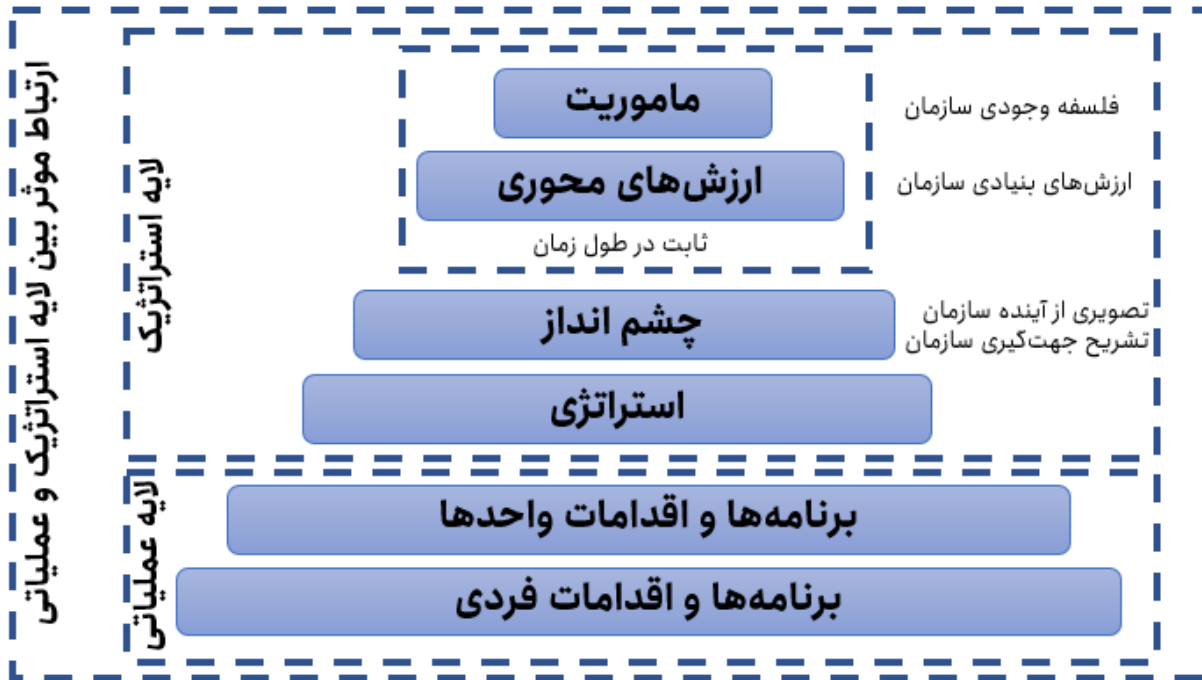 ماموریت
فلسفه وجودی سازمان
ارزش‌های محوری
ارزش‌های بنیادی سازمان
ثابت در طول زمان
چشم انداز
تصویری از آینده سازمان
تشریح جهت‌گیری سازمان
استراتژی
برنامه‌ها و اقدامات واحدها
برنامه‌ها و اقدامات فردی
لایه استراتژیک
لایه عملیاتی
ارتباط موثر بین لایه استراتژیک و عملیاتی